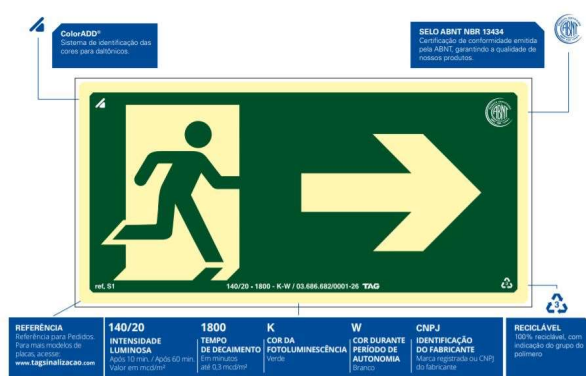 ColorADD®
Sistema de identificação das
cores para daltônicos.
SELO ABNT NBR 13434
Certificação de conformidade emitida
pela ABNT, garantindo a qualidade de
nossos produtos.
ABNT
ABNT
ref, S1
140/20 - 1800 - K-W / 03.686.682/0001-26 TAG
3
REFERÊNCIA
Referência para Pedidos.
Para mais modelos de
placas, acesse:
www.tagsinalizacao.com
140/20
INTENSIDADE
LUMINOSA
Após 10 min. / Após 60 min.
Valor em mcd/m²
1800
TEMPO
DE DECAIMENTO
Em minutos
até 0,3 mcd/m²
K
COR DA
FOTOLUMINESCÊNCIA
Verde
W
COR DURANTE
PERÍODO DE
AUTONOMIA
Branco
CNPJ
IDENTIFICAÇÃO
DO FABRICANTE
Marca registrada ou CNPJ
do fabricante
RECICLÁVEL
100% reciclável, com
indicação do grupo do
polímero